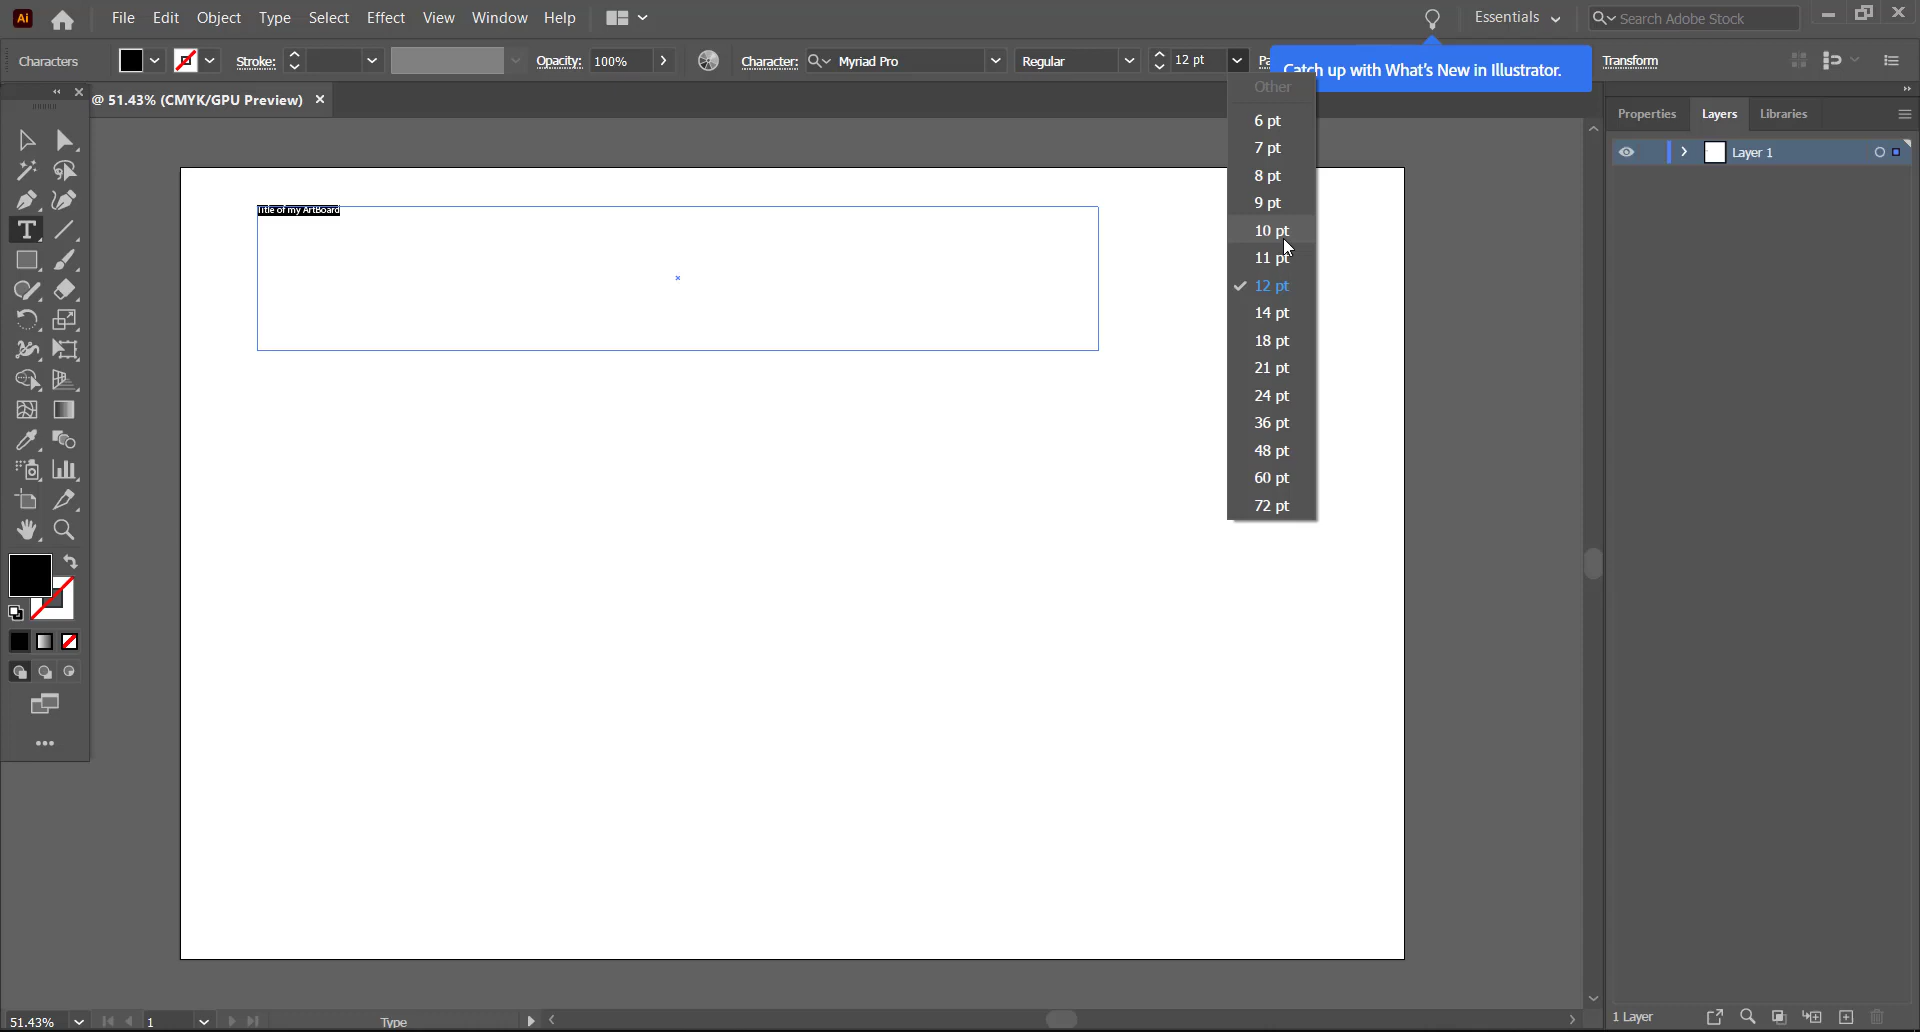 Ai File Edit Object Type Select Effect View Window Help Essentials Search Adobe Stock
Characters Stroke: Opacity: 100% Character: Myriad Pro Regular 12 pt Pa Catch up with What's New in Illustrator. Transform
@ 51.43% (CMYK/GPU Preview)
Other
Properties Layers Libraries
6 pt
7 pt
Layer 1
8 pt
9 pt
Title of my ArtBoard
10 pt
11 pt
12 pt
14 pt
18 pt
21 pt
24 pt
36 pt
48 pt
60 pt
72 pt
51.43% 1 Type 1 Layer